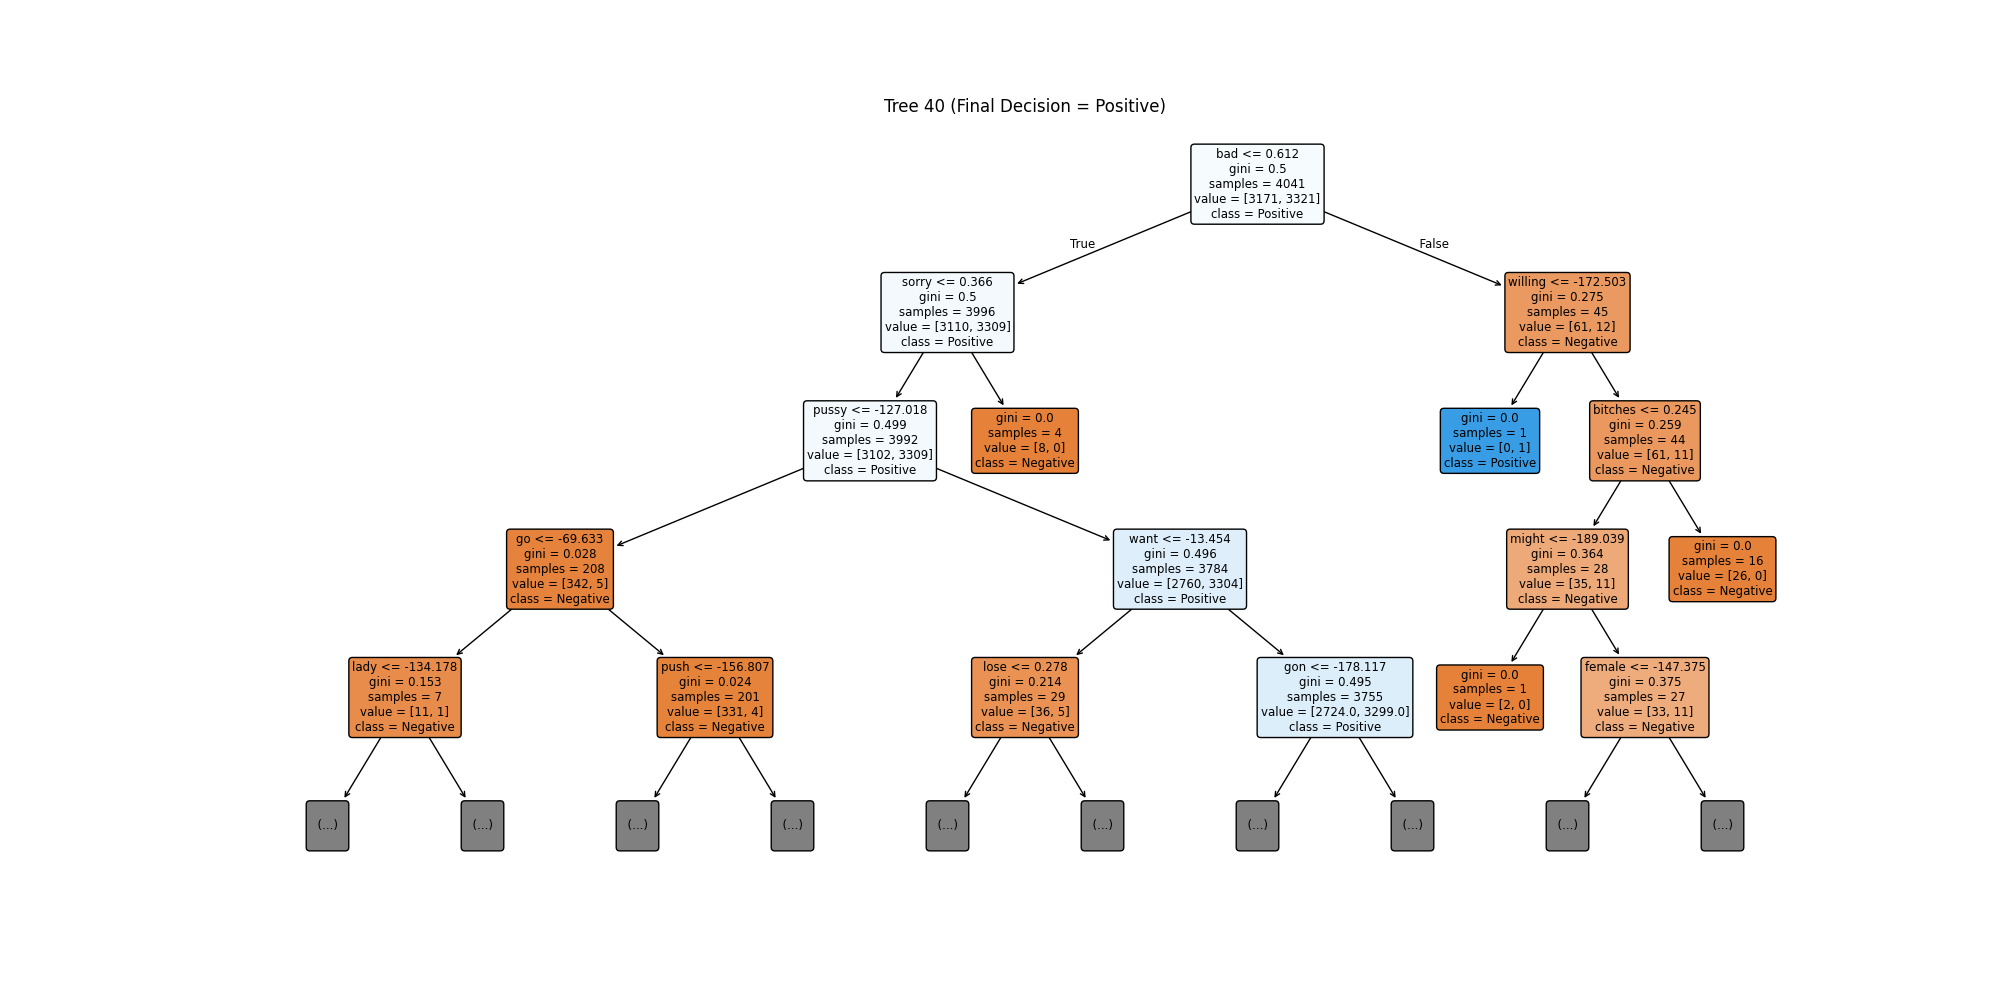 Tree 40 (Final Decision = Positive)
bad <= 0.612
gini = 0.5
samples = 4041
value = [3171, 3321]
class = Positive
True
False
sorry <= 0.366
gini = 0.5
samples = 3996
value = [3110, 3309]
class = Positive
willing <= -172.503
gini = 0.275
samples = 45
value = [61, 12]
class = Negative
pussy <= -127.018
gini = 0.499
samples = 3992
value = [3102, 3309]
class = Positive
gini = 0.0
samples = 4
value = [8, 0]
class = Negative
gini = 0.0
samples = 1
value = [0, 1]
class = Positive
bitches <= 0.245
gini = 0.259
samples = 44
value = [61, 11]
class = Negative
go <= -69.633
gini = 0.028
samples = 208
value = [342, 5]
class = Negative
want <= -13.454
gini = 0.496
samples = 3784
value = [2760, 3304]
class = Positive
might <= -189.039
gini = 0.364
samples = 28
value = [35, 11]
class = Negative
gini = 0.0
samples = 16
value = [26, 0]
class = Negative
lady <= -134.178
gini = 0.153
samples = 7
value = [11, 1]
class = Negative
push <= -156.807
gini = 0.024
samples = 201
value = [331, 4]
class = Negative
lose <= 0.278
gini = 0.214
samples = 29
value = [36, 5]
class = Negative
gon <= -178.117
gini = 0.495
samples = 3755
value = [2724.0, 3299.0]
class = Positive
gini = 0.0
samples = 1
value = [2, 0]
class = Negative
female <= -147.375
gini = 0.375
samples = 27
value = [33, 11]
class = Negative
(...)
(...)
(...)
(...)
(...)
(...)
(...)
(...)
(...)
(...)